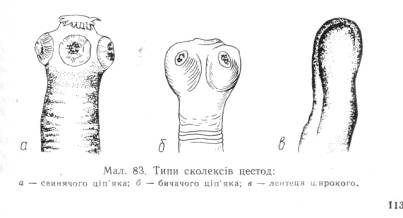 а
б
в
Мал. 83. Типи сколексів цестод:
а — свинячого ціп'яка; б — бичачого ціп'яка; в — лентеця широкого.
113